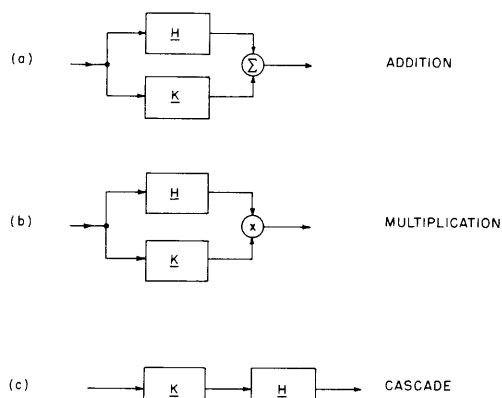 (a) H Σ ADDITION
K
(b) H x MULTIPLICATION
K
(c) K H CASCADE